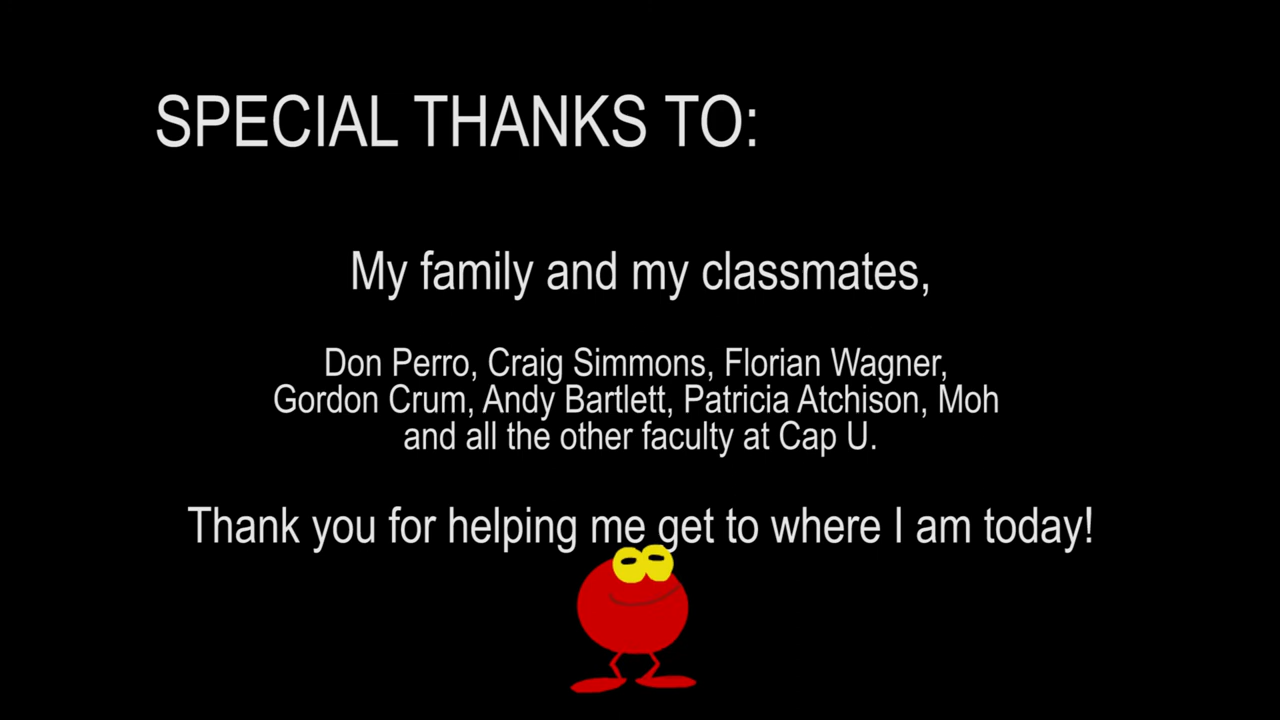 SPECIAL THANKS TO:
My family and my classmates,
Don Perro, Craig Simmons, Florian Wagner,
Gordon Crum, Andy Bartlett, Patricia Atchison, Moh
and all the other faculty at Cap U.
Thank you for helping me get to where I am today!